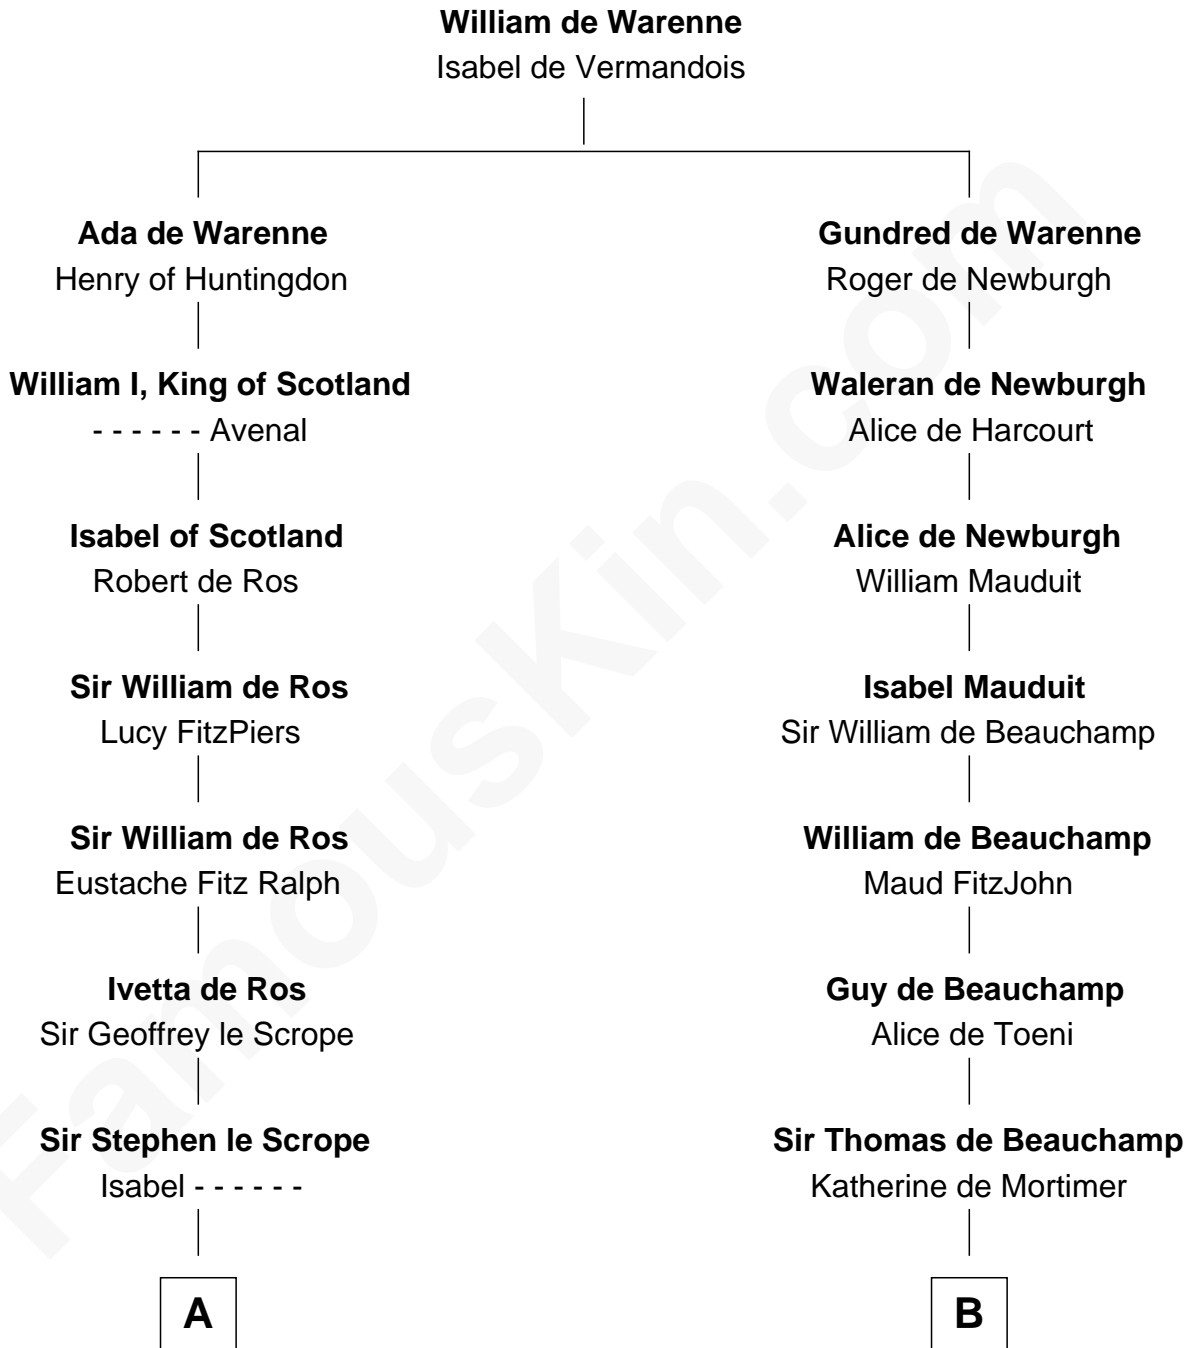 William de Warenne
Isabel de Vermandois
Ada de Warenne
Henry of Huntingdon
Gundred de Warenne
Roger de Newburgh
William I, King of Scotland
- - - - - - Avenal
Waleran de Newburgh
Alice de Harcourt
Isabel of Scotland
Robert de Ros
Alice de Newburgh
William Mauduit
Sir William de Ros
Lucy FitzPiers
Isabel Mauduit
Sir William de Beauchamp
Sir William de Ros
Eustache Fitz Ralph
William de Beauchamp
Maud FitzJohn
Ivetta de Ros
Sir Geoffrey le Scrope
Guy de Beauchamp
Alice de Toeni
Sir Stephen le Scrope
Isabel - - - - - -
Sir Thomas de Beauchamp
Katherine de Mortimer
A
B
FamousKin.com